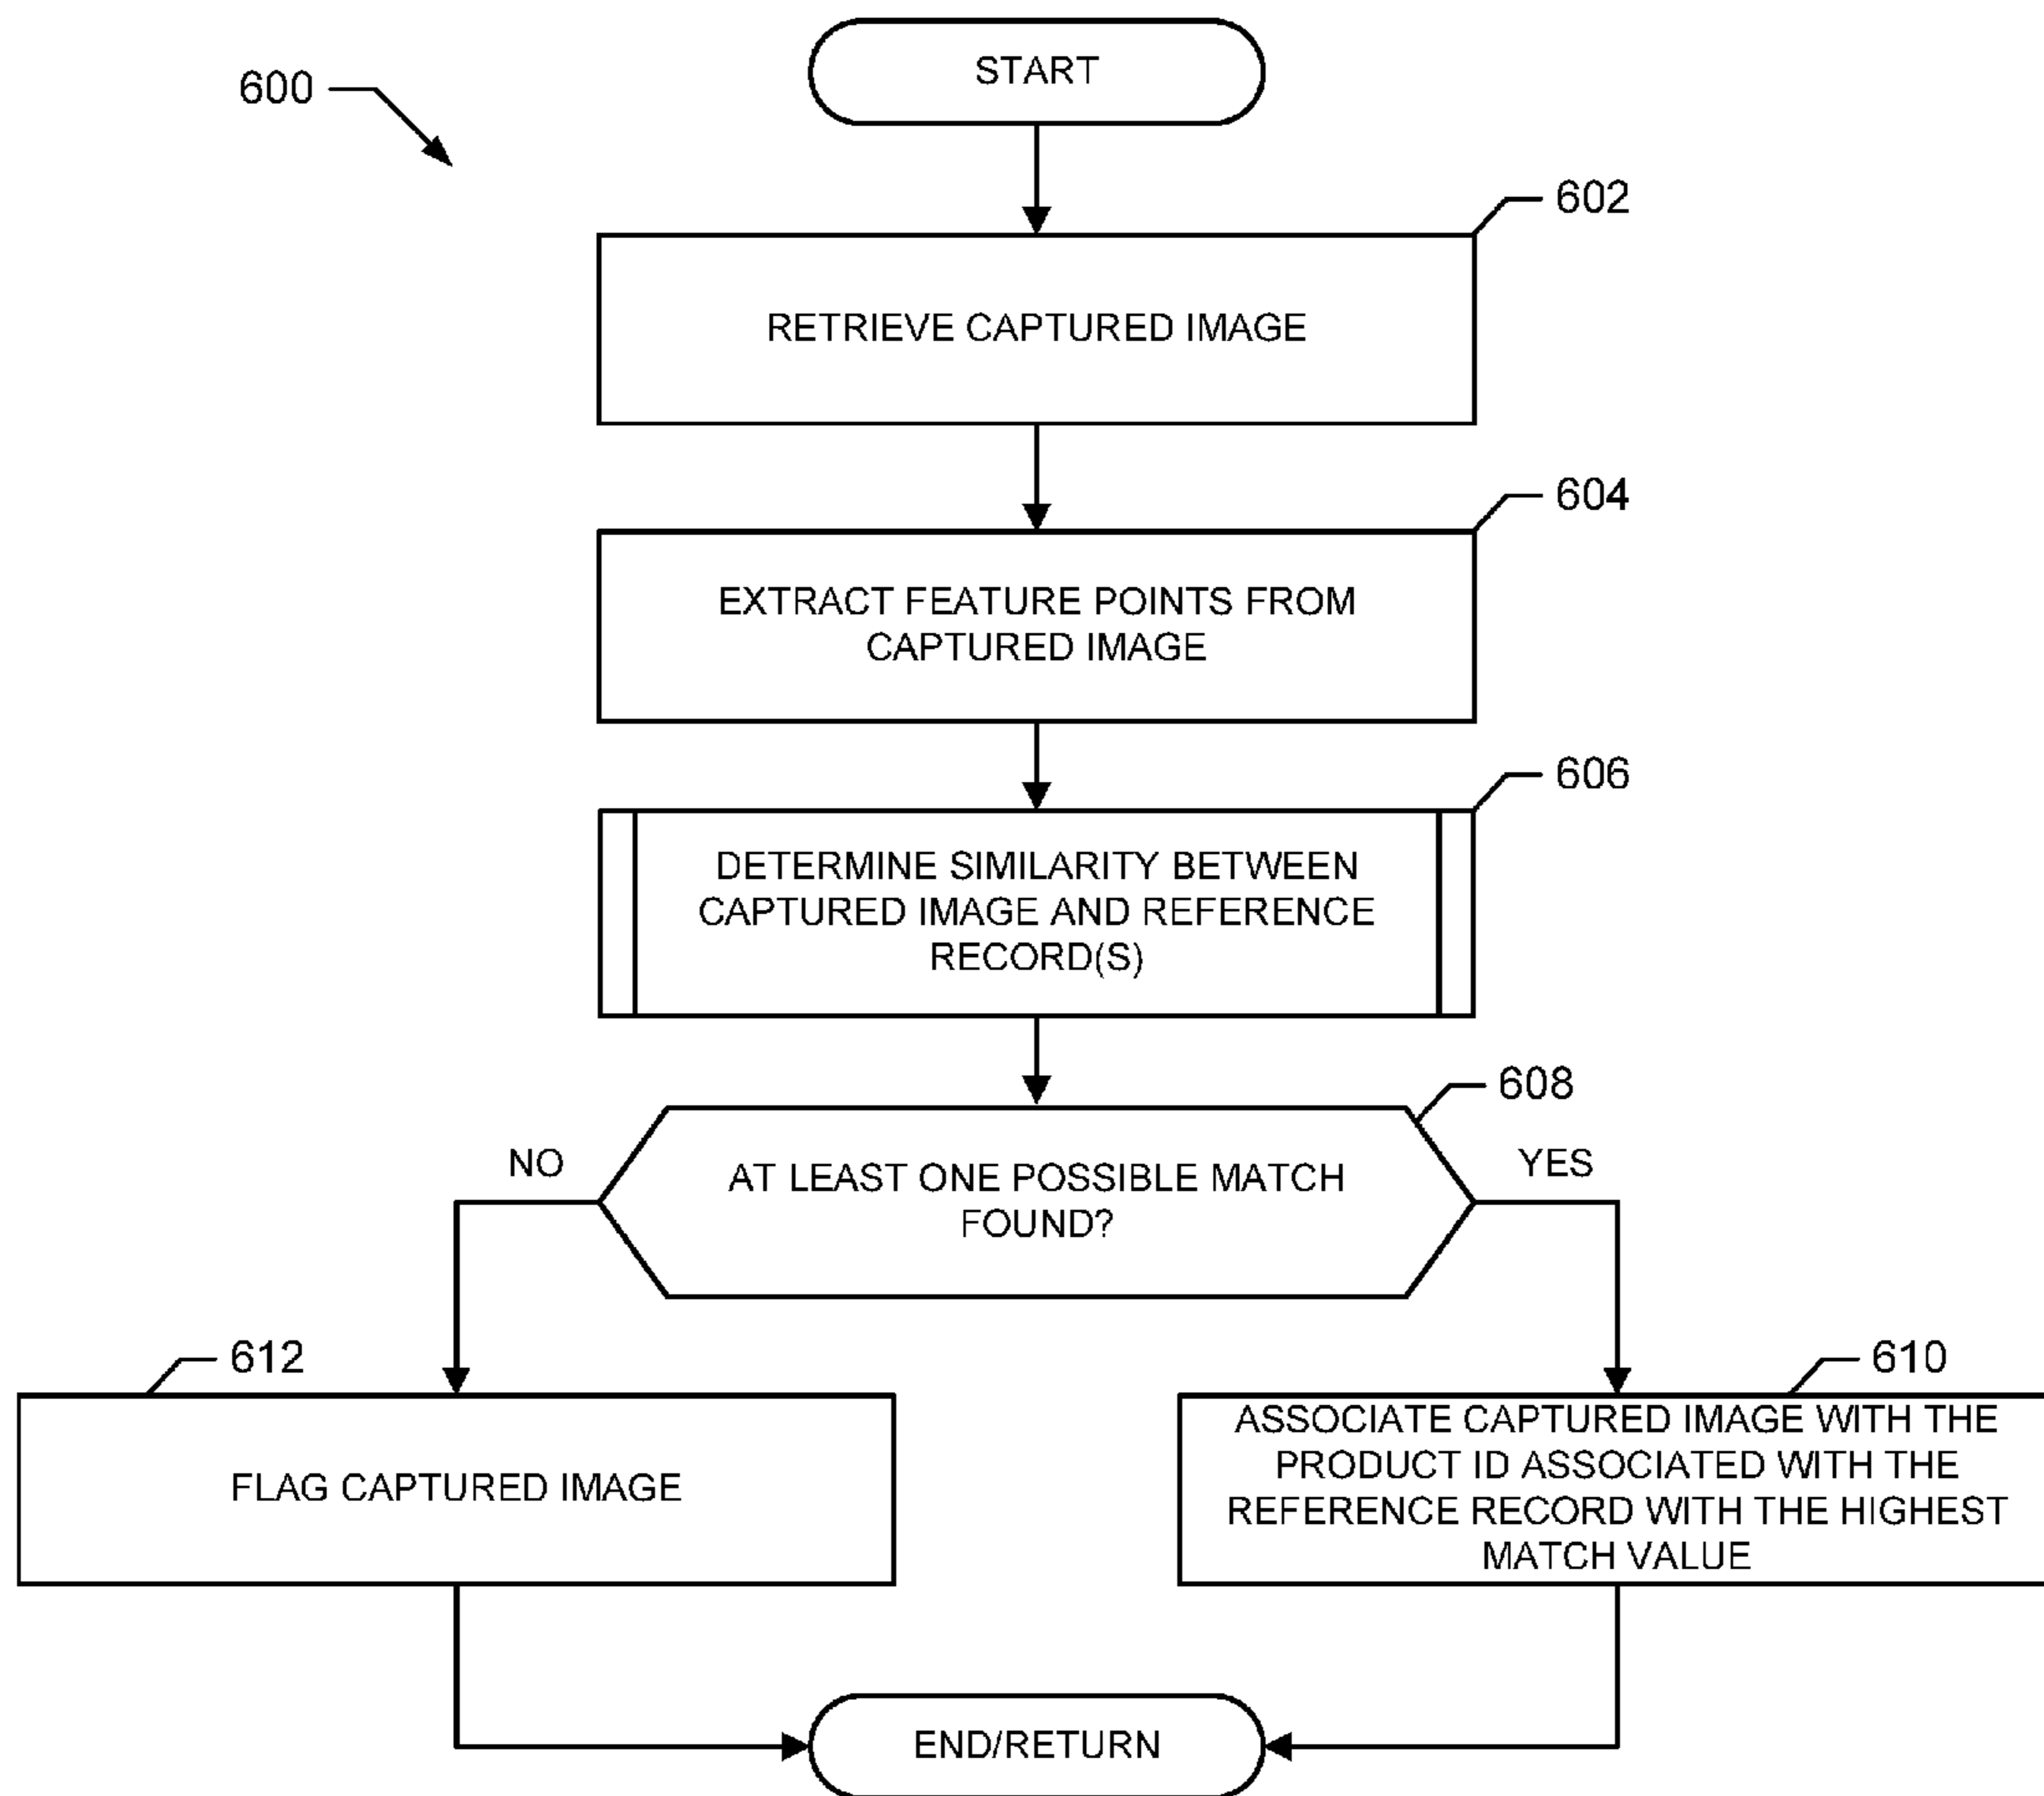 START
600
602
RETRIEVE CAPTURED IMAGE
604
EXTRACT FEATURE POINTS FROM
CAPTURED IMAGE
606
DETERMINE SIMILARITY BETWEEN
CAPTURED IMAGE AND REFERENCE
RECORD(S)
608
AT LEAST ONE POSSIBLE MATCH
FOUND?
NO
YES
612
FLAG CAPTURED IMAGE
610
ASSOCIATE CAPTURED IMAGE WITH THE
PRODUCT ID ASSOCIATED WITH THE
REFERENCE RECORD WITH THE HIGHEST
MATCH VALUE
END/RETURN